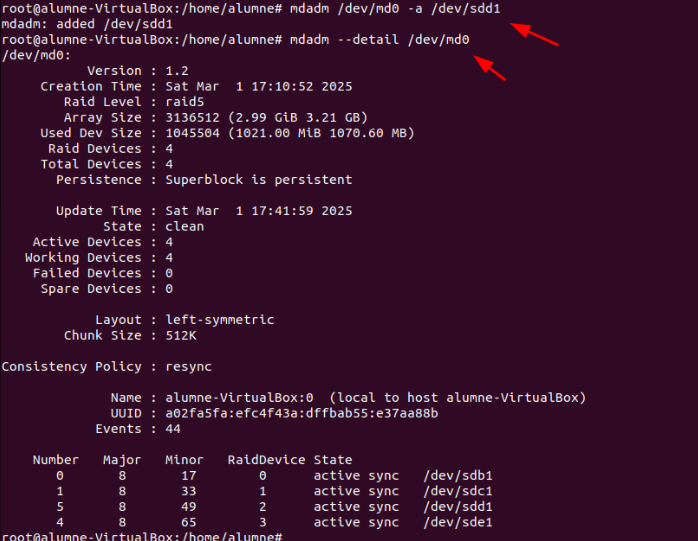 root@alumne-VirtualBox:/home/alumne# mdadm /dev/md0 -a /dev/sdd1
mdadm: added /dev/sdd1
root@alumne-VirtualBox:/home/alumne# mdadm --detail /dev/md0
/dev/md0:
           Version : 1.2
     Creation Time : Sat Mar  1 17:10:52 2025
        Raid Level : raid5
        Array Size : 3136512 (2.99 GiB 3.21 GB)
     Used Dev Size : 1045504 (1021.00 MiB 1070.60 MB)
      Raid Devices : 4
     Total Devices : 4
       Persistence : Superblock is persistent

       Update Time : Sat Mar  1 17:41:59 2025
             State : clean
    Active Devices : 4
   Working Devices : 4
    Failed Devices : 0
     Spare Devices : 0

            Layout : left-symmetric
        Chunk Size : 512K

Consistency Policy : resync

              Name : alumne-VirtualBox:0  (local to host alumne-VirtualBox)
              UUID : a02fa5fa:efc4f43a:dffbab55:e37aa88b
            Events : 44

    Number   Major   Minor   RaidDevice State
       0       8       17        0      active sync   /dev/sdb1
       1       8       33        1      active sync   /dev/sdc1
       5       8       49        2      active sync   /dev/sdd1
       4       8       65        3      active sync   /dev/sde1
root@alumne-VirtualBox:/home/alumne#